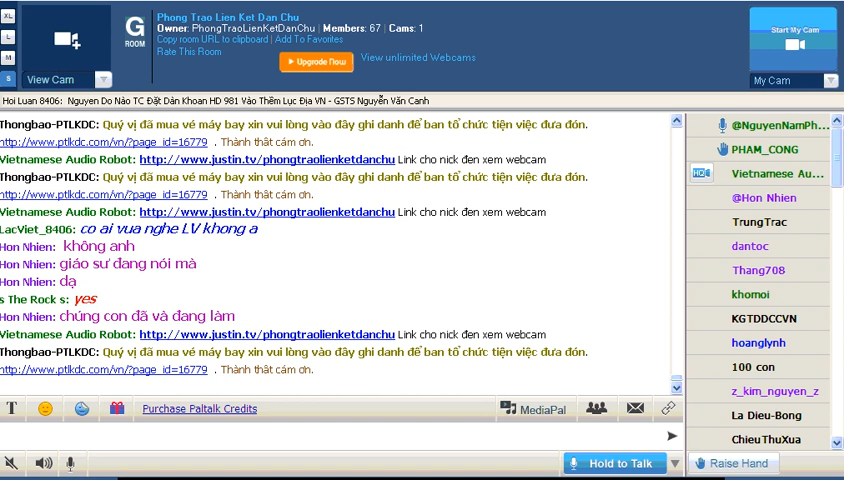 XL
L
M
S
View Cam
G
ROOM
Phong Trao Lien Ket Dan Chu
Owner: PhongTraoLienKetDanChu | Members: 67 | Cams: 1
Copy room URL to clipboard | Add To Favorites
Rate This Room
Upgrade Now
View unlimited Webcams
Start My Cam
My Cam
Hoi Luan 8406: Nguyen Do Nào TC Đặt Dàn Khoan HD 981 Vào Thềm Lục Địa VN - GSTS Nguyễn Văn Canh
Thongbao-PTLKDC: Quý vị đã mua vé máy bay xin vui lòng vào đây ghi danh để ban tổ chức tiện việc đưa đón.
http://www.ptlkdc.com/vn/?page_id=16779 . Thành thât cám ơn.
Vietnamese Audio Robot: http://www.justin.tv/phongtraolienketdanchu Link cho nick đen xem webcam
Thongbao-PTLKDC: Quý vị đã mua vé máy bay xin vui lòng vào đây ghi danh để ban tổ chức tiện việc đưa đón.
http://www.ptlkdc.com/vn/?page_id=16779 . Thành thât cám ơn.
Vietnamese Audio Robot: http://www.justin.tv/phongtraolienketdanchu Link cho nick đen xem webcam
LacViet_8406: co ai vua nghe LV khong a
Hon Nhien: không anh
Hon Nhien: giáo sư đang nói mà
Hon Nhien: dạ
s The Rock s: yes
Hon Nhien: chúng con đã và đang làm
Vietnamese Audio Robot: http://www.justin.tv/phongtraolienketdanchu Link cho nick đen xem webcam
Thongbao-PTLKDC: Quý vị đã mua vé máy bay xin vui lòng vào đây ghi danh để ban tổ chức tiện việc đưa đón.
http://www.ptlkdc.com/vn/?page_id=16779 . Thành thât cám ơn.
@NguyenNamPh...
PHAM_CONG
HQ
Vietnamese Au...
@Hon Nhien
TrungTrac
dantoc
Thang708
khomoi
KGTDDCCVN
hoanglynh
100 con
z_kim_nguyen_z
La Dieu-Bong
ChieuThuXua
T
Purchase Paltalk Credits
MediaPal
Hold to Talk
Raise Hand